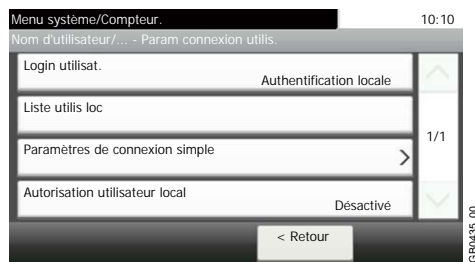 Menu système/Compteur.
10:10
Nom d'utilisateur/... - Param connexion utilis.
Login utilisat.
Authentification locale
Liste utilis loc
1/1
Paramètres de connexion simple
Autorisation utilisateur local
Désactivé
< Retour
GB0435_00